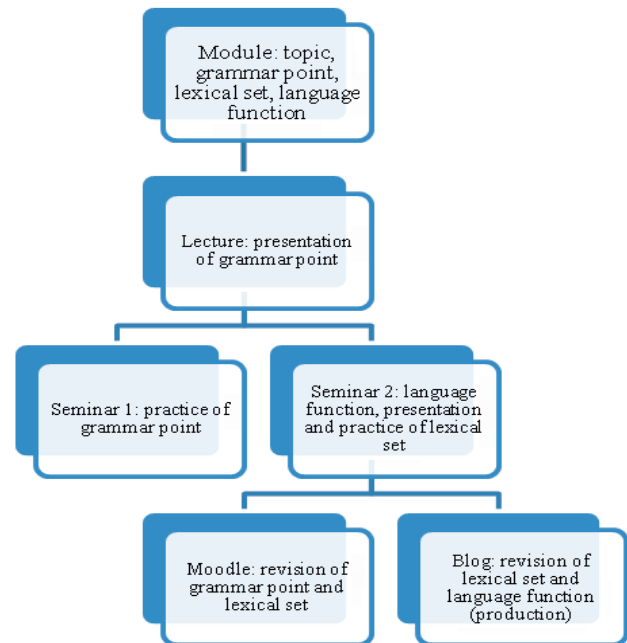 Module: topic,
grammar point,
lexical set, language
function
Lecture: presentation
of grammar point
Seminar 1: practice of
grammar point
Seminar 2: language
function, presentation
and practice of lexical
set
Moodle: revision of
grammar point and
lexical set
Blog: revision of
lexical set and
language function
(production)